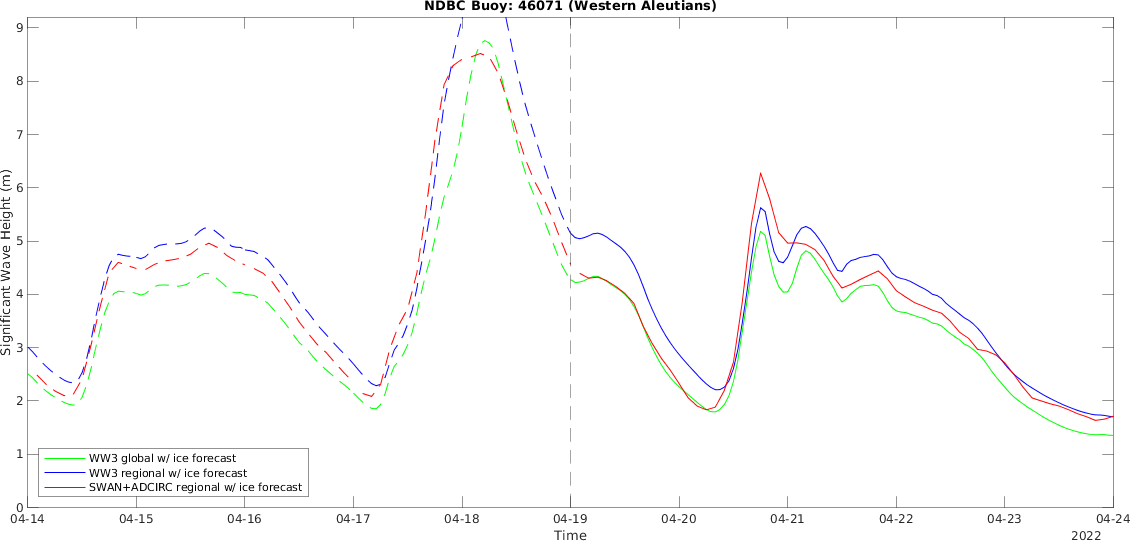 NDBC Buoy: 46071 (Western Aleutians)
9
8
7
6
5
4
3
2
1
0
Significant Wave Height (m)
WW3 global w/ ice forecast
WW3 regional w/ ice forecast
SWAN+ADCIRC regional w/ ice forecast
04-14 04-15 04-16 04-17 04-18 04-19 04-20 04-21 04-22 04-23 04-24
Time
2022